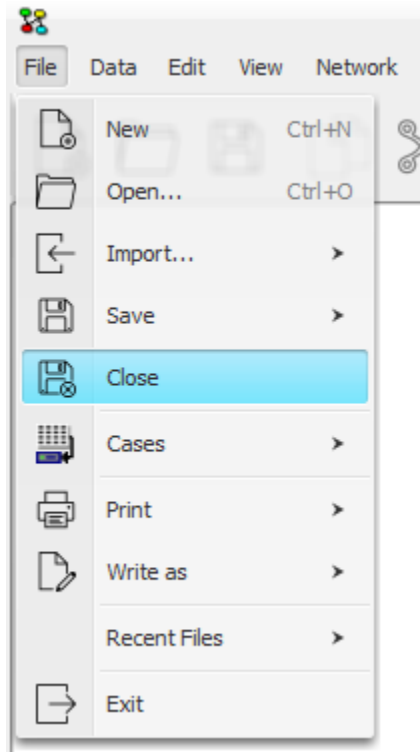 File Data Edit View Network
New Ctrl+N
Open... Ctrl+O
Import...
Save
Close
Cases
Print
Write as
Recent Files
Exit